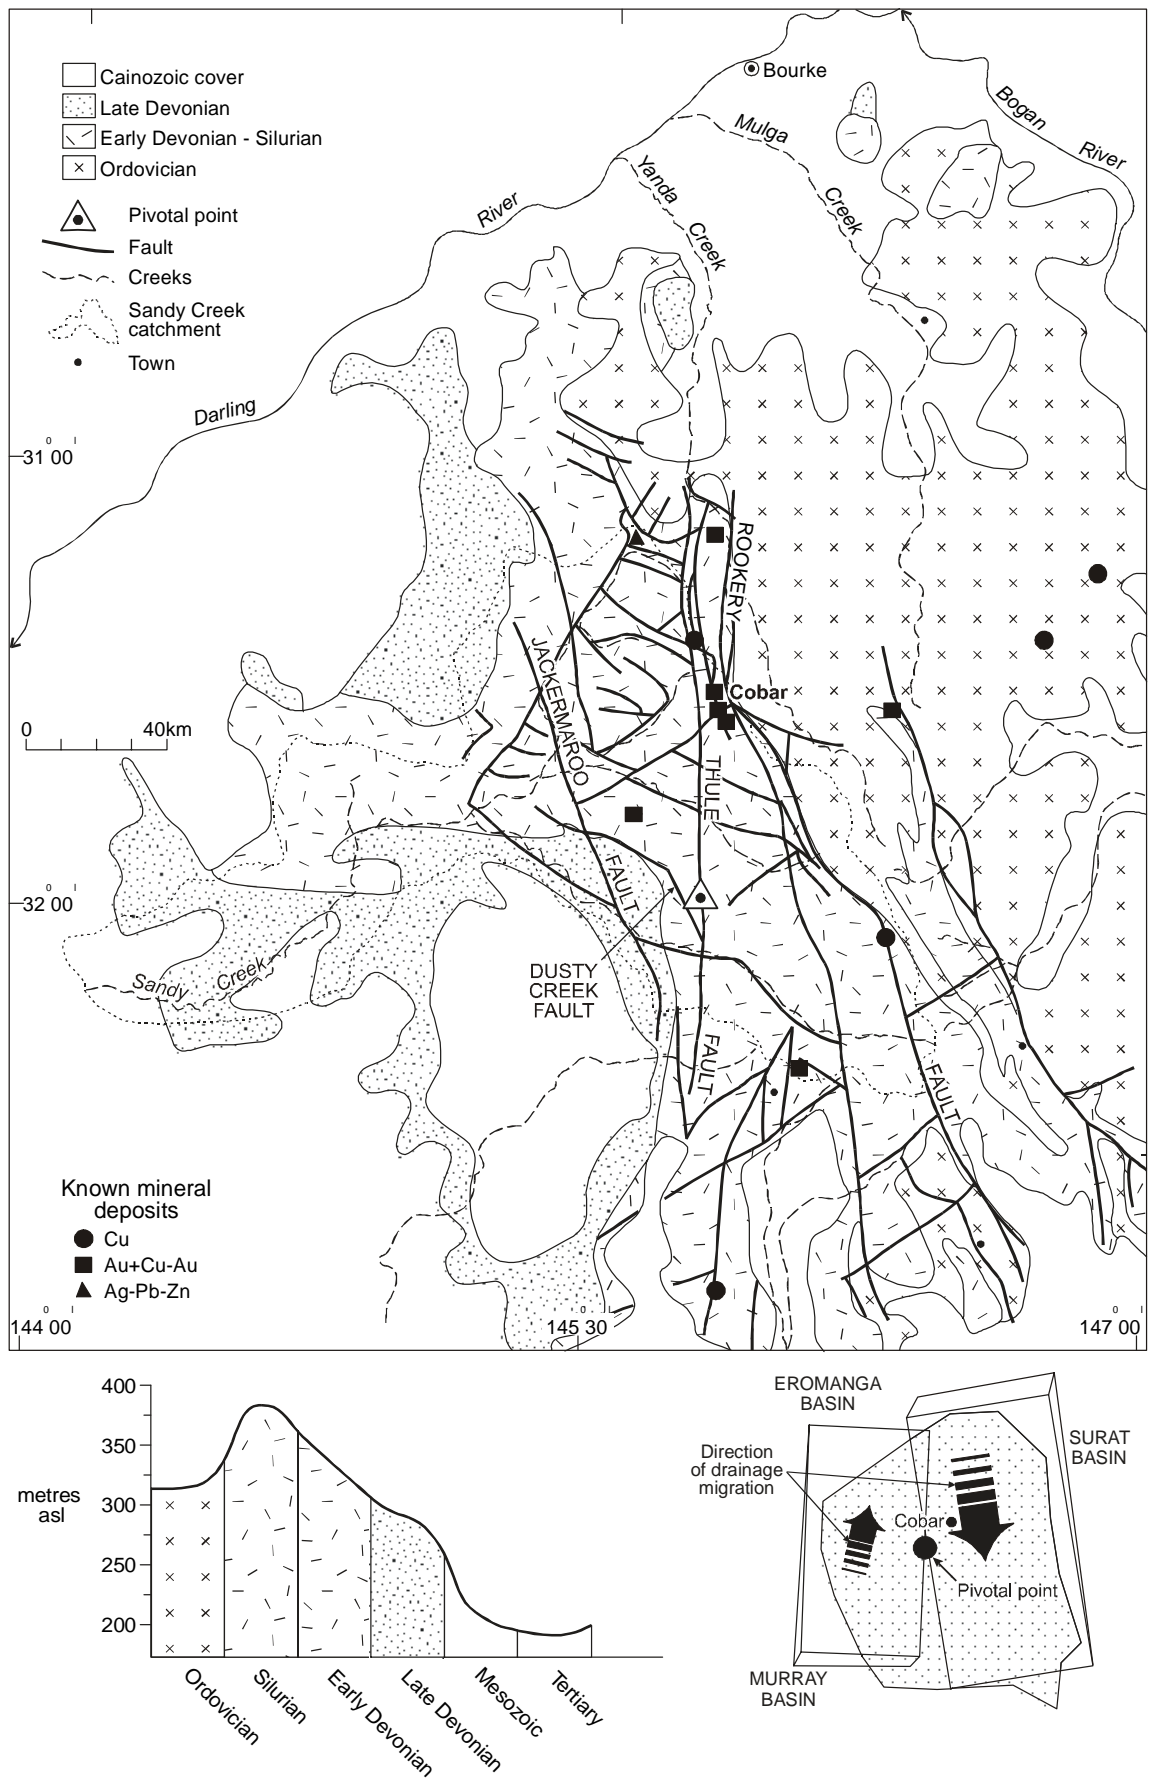 Cainozoic cover
Late Devonian
Early Devonian - Silurian
Ordovician
Pivotal point
Fault
Creeks
Sandy Creek
catchment
Town
Bourke
Bogan
River
Mulga
Creek
Yanda
Creek
River
Darling
31 00
o ı
ROOKERY
JACKERMAROO
Cobar
0 40km
THULE
FAULT
32 00
o ı
DUSTY
CREEK
FAULT
Sandy Creek
FAULT
FAULT
Known mineral
deposits
Cu
Au+Cu-Au
Ag-Pb-Zn
o ı
144 00
o ı
145 30
o ı
147 00
400
350
metres
asl
300
250
200
Ordovician
Silurian
Early Devonian
Late Devonian
Mesozoic
Tertiary
EROMANGA
BASIN
SURAT
BASIN
Direction
of drainage
migration
Cobar
Pivotal point
MURRAY
BASIN